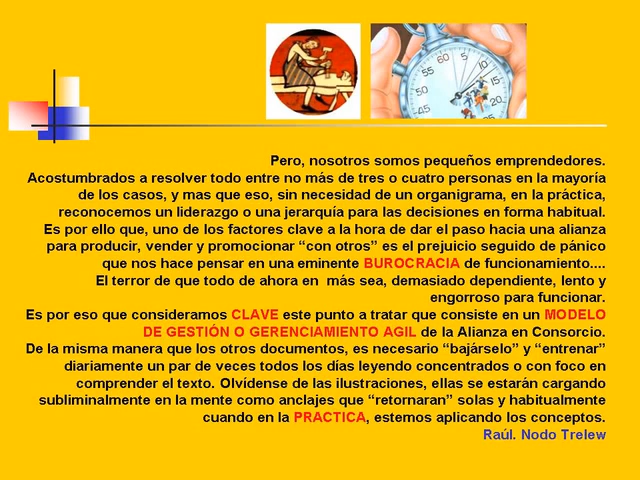 60
5
55
10
50
15
45
20
Pero, nosotros somos pequeños emprendedores.
Acostumbrados a resolver todo entre no más de tres o cuatro personas en la mayoría
de los casos, y mas que eso, sin necesidad de un organigrama, en la práctica,
reconocemos un liderazgo o una jerarquía para las decisiones en forma habitual.
Es por ello que, uno de los factores clave a la hora de dar el paso hacia una alianza
para producir, vender y promocionar “con otros” es el prejuicio seguido de pánico
que nos hace pensar en una eminente BUROCRACIA de funcionamiento....
El terror de que todo de ahora en más sea, demasiado dependiente, lento y
engorroso para funcionar.
Es por eso que consideramos CLAVE este punto a tratar que consiste en un MODELO
DE GESTIÓN O GERENCIAMIENTO AGIL de la Alianza en Consorcio.
De la misma manera que los otros documentos, es necesario “bajárselo” y “entrenar”
diariamente un par de veces todos los días leyendo concentrados o con foco en
comprender el texto. Olvídense de las ilustraciones, ellas se estarán cargando
subliminalmente en la mente como anclajes que “retornaran” solas y habitualmente
cuando en la PRACTICA, estemos aplicando los conceptos.
Raúl. Nodo Trelew